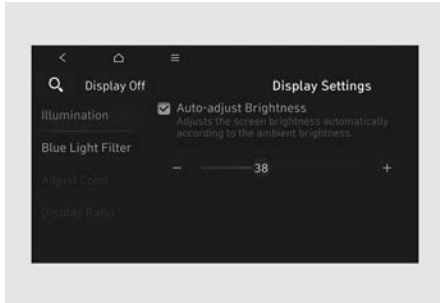 Display Off
Display Settings
Illumination
Blue Light Filter
Adjust Color
Display Ratio
Auto-adjust Brightness
Adjusts the screen brightness automatically
according to the ambient brightness.
38